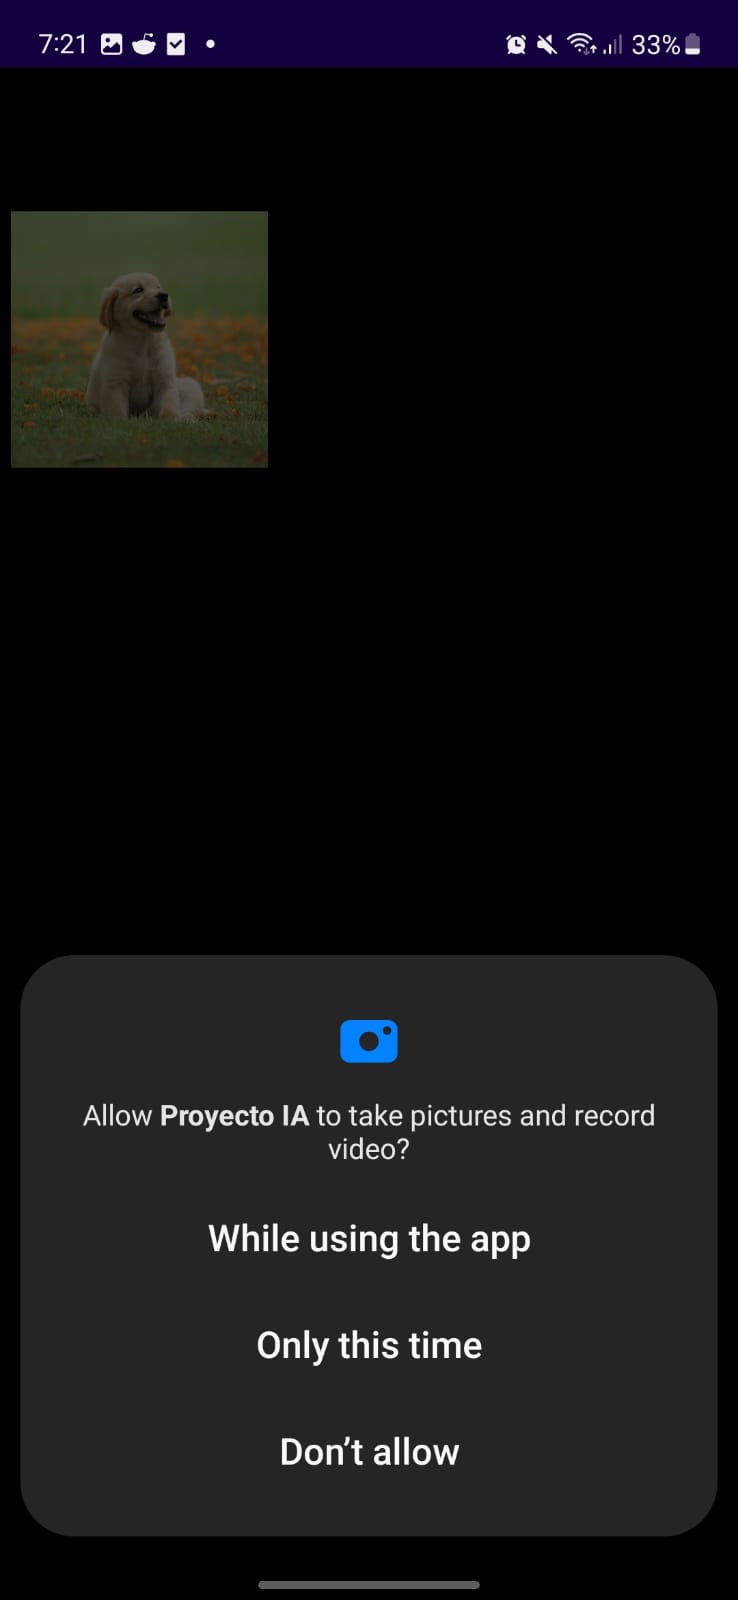 7:21
33%
Allow Proyecto IA to take pictures and record
video?
While using the app
Only this time
Don’t allow